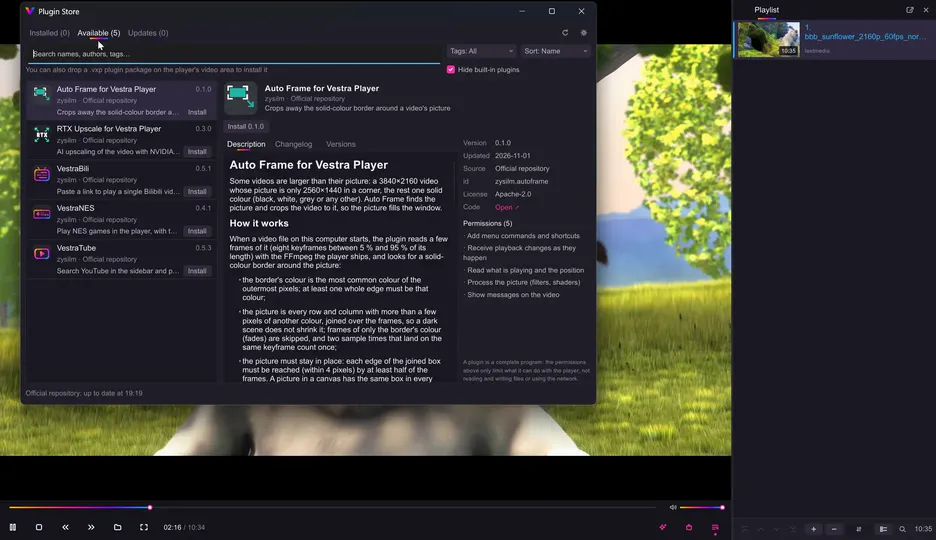 Plugin Store
Installed (0) Available (5) Updates (0)
Search names, authors, tags...
Tags: All
Sort: Name
You can also drop a .vxp plugin package on the player's video area to install it
Hide built-in plugins
Auto Frame for Vestra Player 0.1.0
zysilm · Official repository
Crops away the solid-colour border a... Install
RTX Upscale for Vestra Player 0.3.0
zysilm · Official repository
AI upscaling of the video with NVIDIA... Install
VestraBili 0.5.1
zysilm · Official repository
Paste a link to play a single Bilibili vid... Install
VestraNES 0.4.1
zysilm · Official repository
Play NES games in the player, with t... Install
VestraTube 0.5.3
zysilm · Official repository
Search YouTube in the sidebar and p... Install
Auto Frame for Vestra Player
zysilm · Official repository
Crops away the solid-colour border around a video's picture
Install 0.1.0
Description Changelog Versions
Auto Frame for Vestra Player
Some videos are larger than their picture: a 3840×2160 video
whose picture is only 2560×1440 in a corner, the rest one solid
colour (black, white, grey or any other). Auto Frame finds the
picture and crops the video to it, so the picture fills the window.
How it works
When a video file on this computer starts, the plugin reads a few
frames of it (eight keyframes between 5 % and 95 % of its
length) with the FFmpeg the player ships, and looks for a solid-
colour border around the picture:
· the border's colour is the most common colour of the
outermost pixels; at least one whole edge must be that
colour;
· the picture is every row and column with more than a few
pixels of another colour, joined over the frames, so a dark
scene does not shrink it; frames of only the border's colour
(fades) are skipped, and two sample times that land on the
same keyframe count once;
· the picture must stay in place: each edge of the joined box
must be reached (within 4 pixels) by at least half of the
frames. A picture in a canvas has the same box in every
Version 0.1.0
Updated 2026-11-01
Source Official repository
id zysilm.autoframe
License Apache-2.0
Code Open ↗
Permissions (5)
· Add menu commands and shortcuts
· Receive playback changes as they
happen
· Read what is playing and the position
· Process the picture (filters, shaders)
· Show messages on the video
A plugin is a complete program: the permissions
above only limit what it can do with the player, not
reading and writing files or using the network.
Official repository: up to date at 19:19
02:16 / 10:34
Playlist
1.
bbb_sunflower_2160p_60fps_nor...
10:35
testmedia
10:35